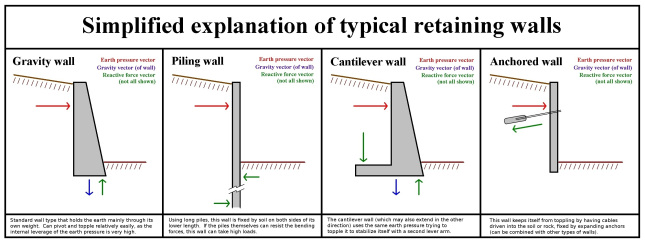 Simplified explanation of typical retaining walls
Gravity wall
Earth pressure vector
Gravity vector (of wall)
Reactive force vector
(not all shown)
Standard wall type that holds the earth mainly through its
own weight. Can pivot and topple relatively easily, as the
internal leverage of the earth pressure is very high.
Piling wall
Earth pressure vector
Gravity vector (of wall)
Reactive force vector
(not all shown)
Using long piles, this wall is fixed by soil on both sides of its
lower length. If the piles themselves can resist the bending
forces, this wall can take high loads.
Cantilever wall
Earth pressure vector
Gravity vector (of wall)
Reactive force vector
(not all shown)
The cantilever wall (which may also extend in the other
direction) uses the same earth pressure trying to
topple it to stabilize itself with a second lever arm.
Anchored wall
Earth pressure vector
Gravity vector (of wall)
Reactive force vector
(not all shown)
This wall keeps itself from toppling by having cables
driven into the soil or rock, fixed by expanding anchors
(can be combined with other types of walls).